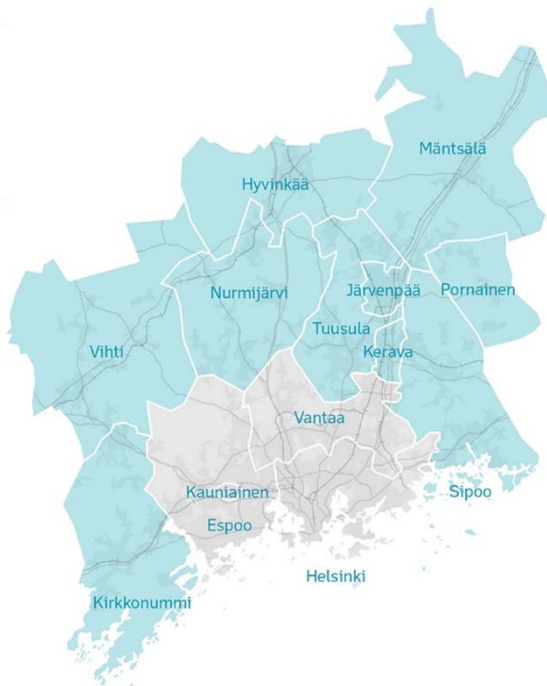 Mäntsälä
Hyvinkää
Nurmijärvi
Järvenpää
Pornainen
Tuusula
Vihti
Kerava
Vantaa
Kauniainen
Sipoo
Espoo
Helsinki
Kirkkonummi